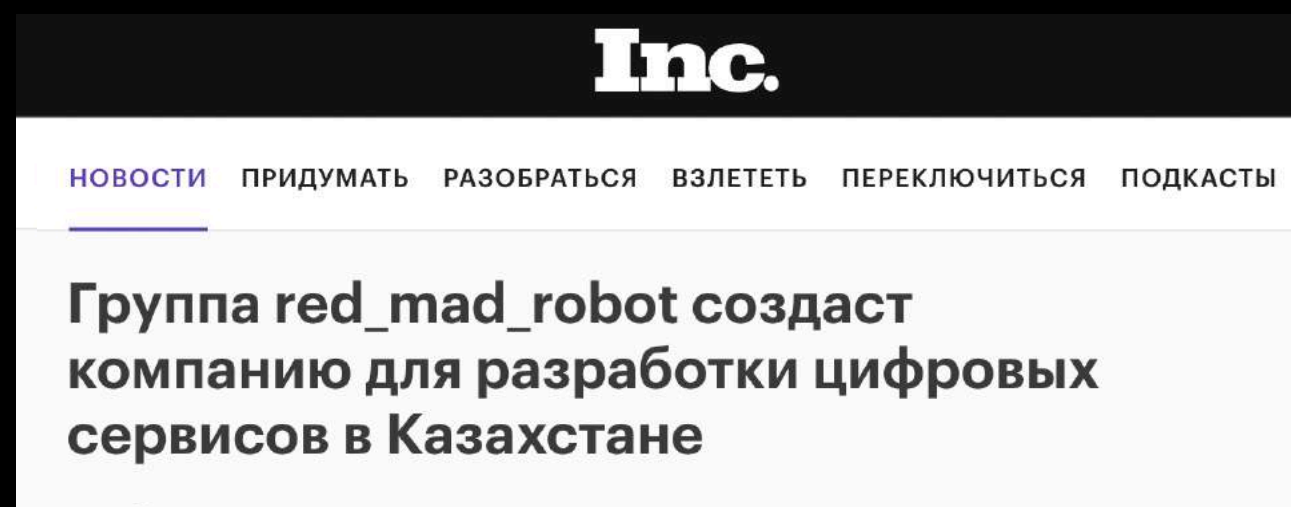 Inc.
НОВОСТИ ПРИДУМАТЬ РАЗОБРАТЬСЯ ВЗЛЕТЕТЬ ПЕРЕКЛЮЧИТЬСЯ ПОДКАСТЫ
Группа red_mad_robot создаст
компанию для разработки цифровых
сервисов в Казахстане